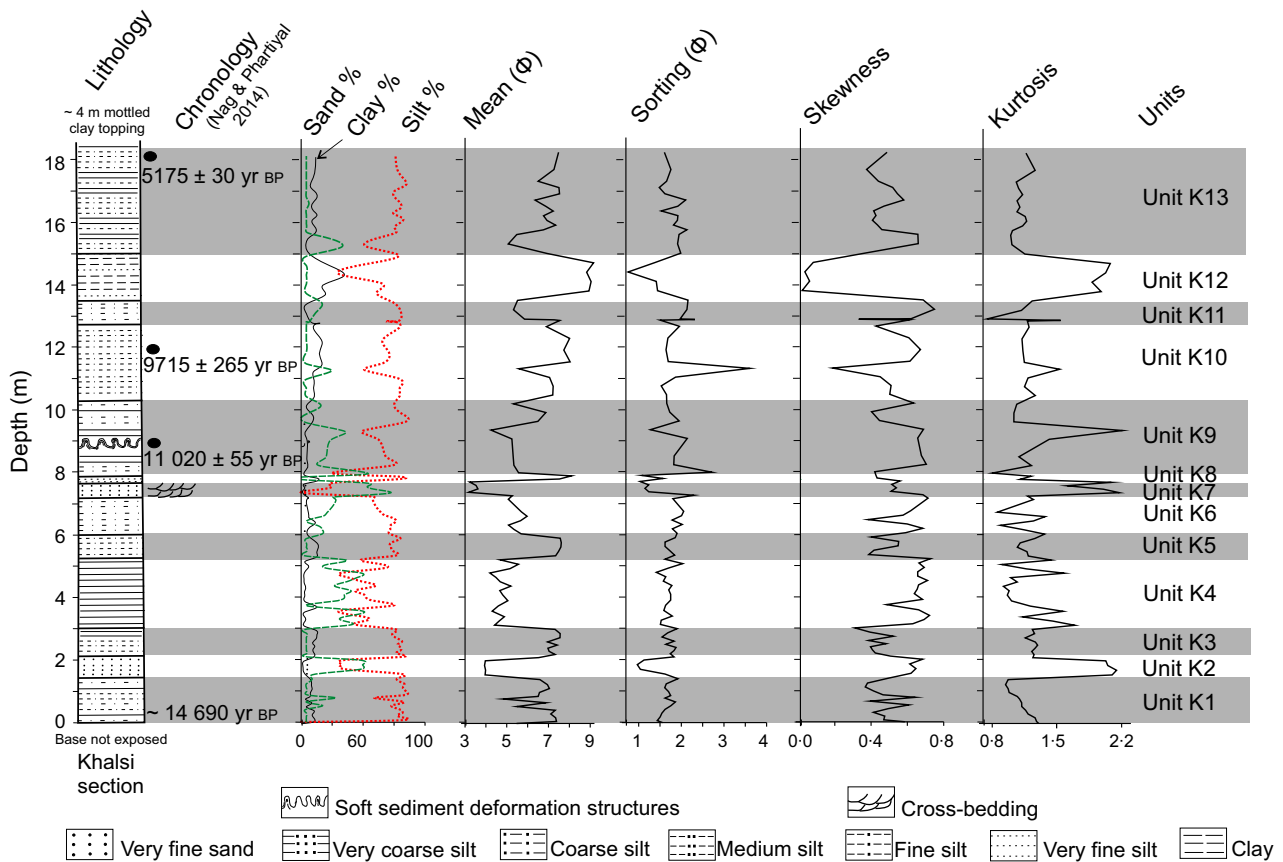 Lithology
Chronology
(Nag & Phartiyal
2014)
Sand %
Clay %
Silt %
Mean (Φ)
Sorting (Φ)
Skewness
Kurtosis
Units
~ 4 m mottled
clay topping
Depth (m)
18
16
14
12
10
8
6
4
2
0
5175 ± 30 yr BP
9715 ± 265 yr BP
11 020 ± 55 yr BP
~ 14 690 yr BP
Unit K13
Unit K12
Unit K11
Unit K10
Unit K9
Unit K8
Unit K7
Unit K6
Unit K5
Unit K4
Unit K3
Unit K2
Unit K1
0 60 100
3 5 7 9
1 2 3 4
0·0 0·4 0·8
0·8 1·5 2·2
Base not exposed
Khalsi
section
Soft sediment deformation structures
Cross-bedding
Very fine sand
Very coarse silt
Coarse silt
Medium silt
Fine silt
Very fine silt
Clay